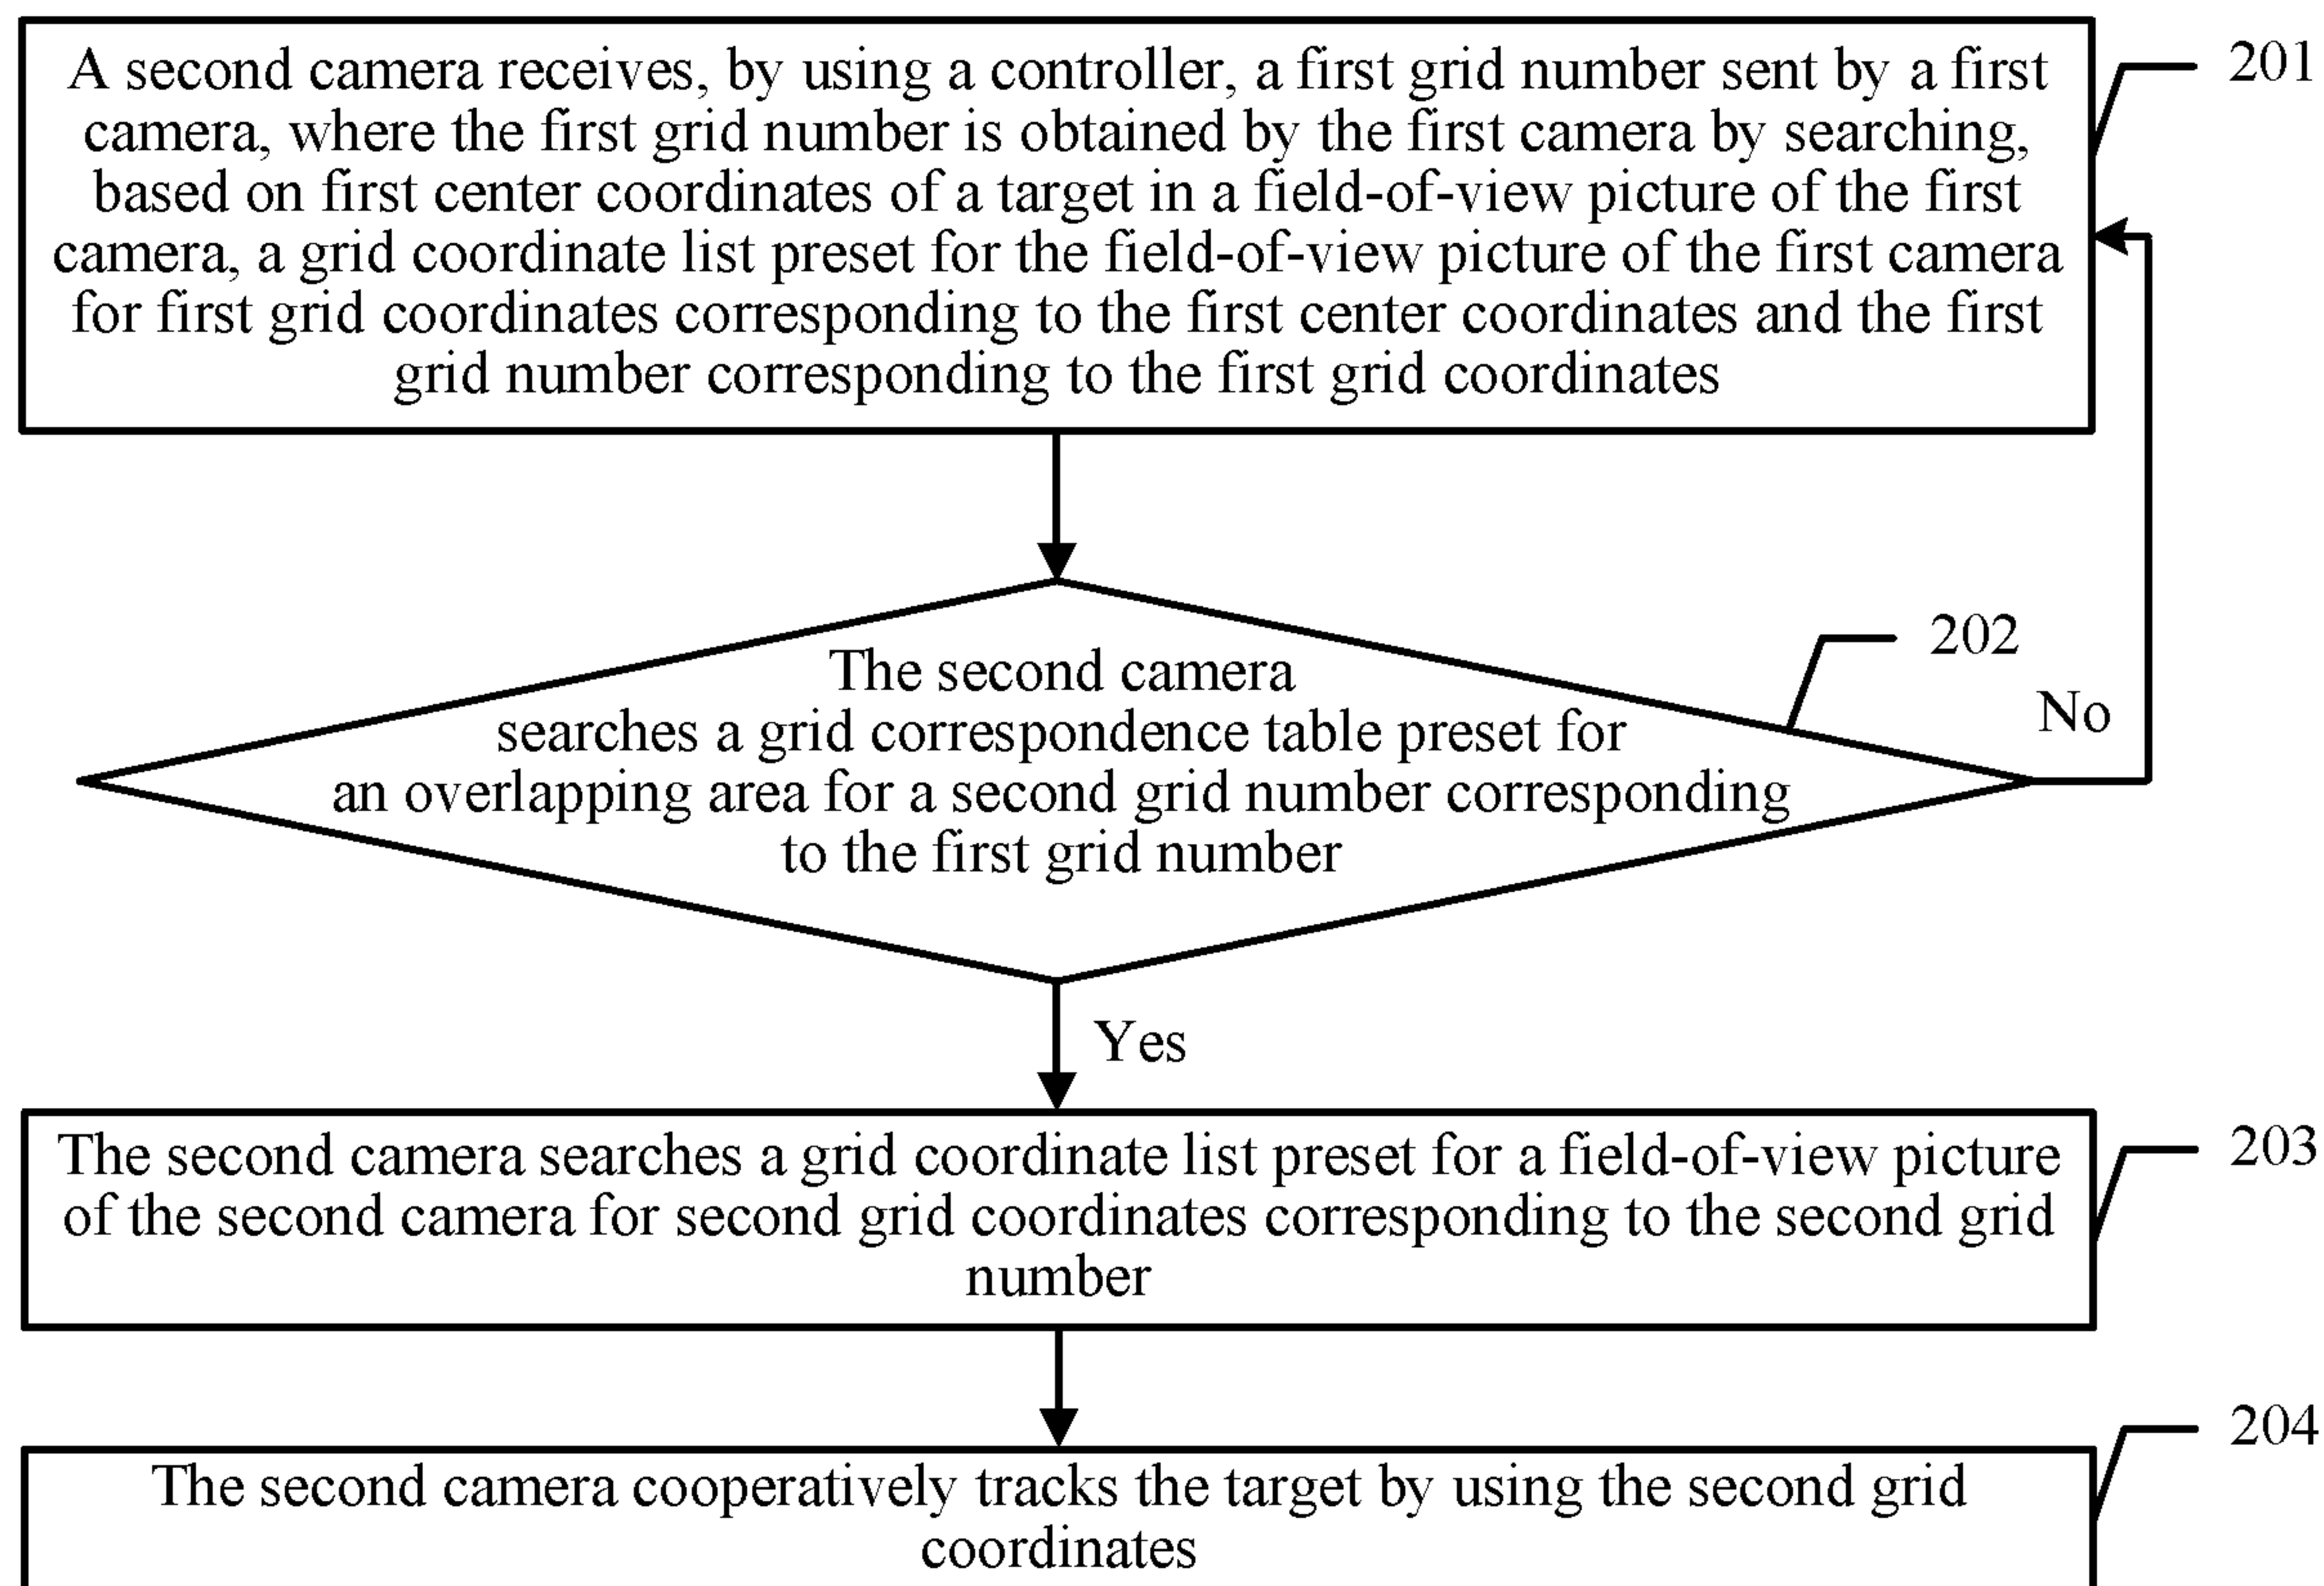 A second camera receives, by using a controller, a first grid number sent by a first
camera, where the first grid number is obtained by the first camera by searching,
based on first center coordinates of a target in a field-of-view picture of the first
camera, a grid coordinate list preset for the field-of-view picture of the first camera
for first grid coordinates corresponding to the first center coordinates and the first
grid number corresponding to the first grid coordinates
201
The second camera
searches a grid correspondence table preset for
an overlapping area for a second grid number corresponding
to the first grid number
202
No
Yes
The second camera searches a grid coordinate list preset for a field-of-view picture
of the second camera for second grid coordinates corresponding to the second grid
number
203
The second camera cooperatively tracks the target by using the second grid
coordinates
204